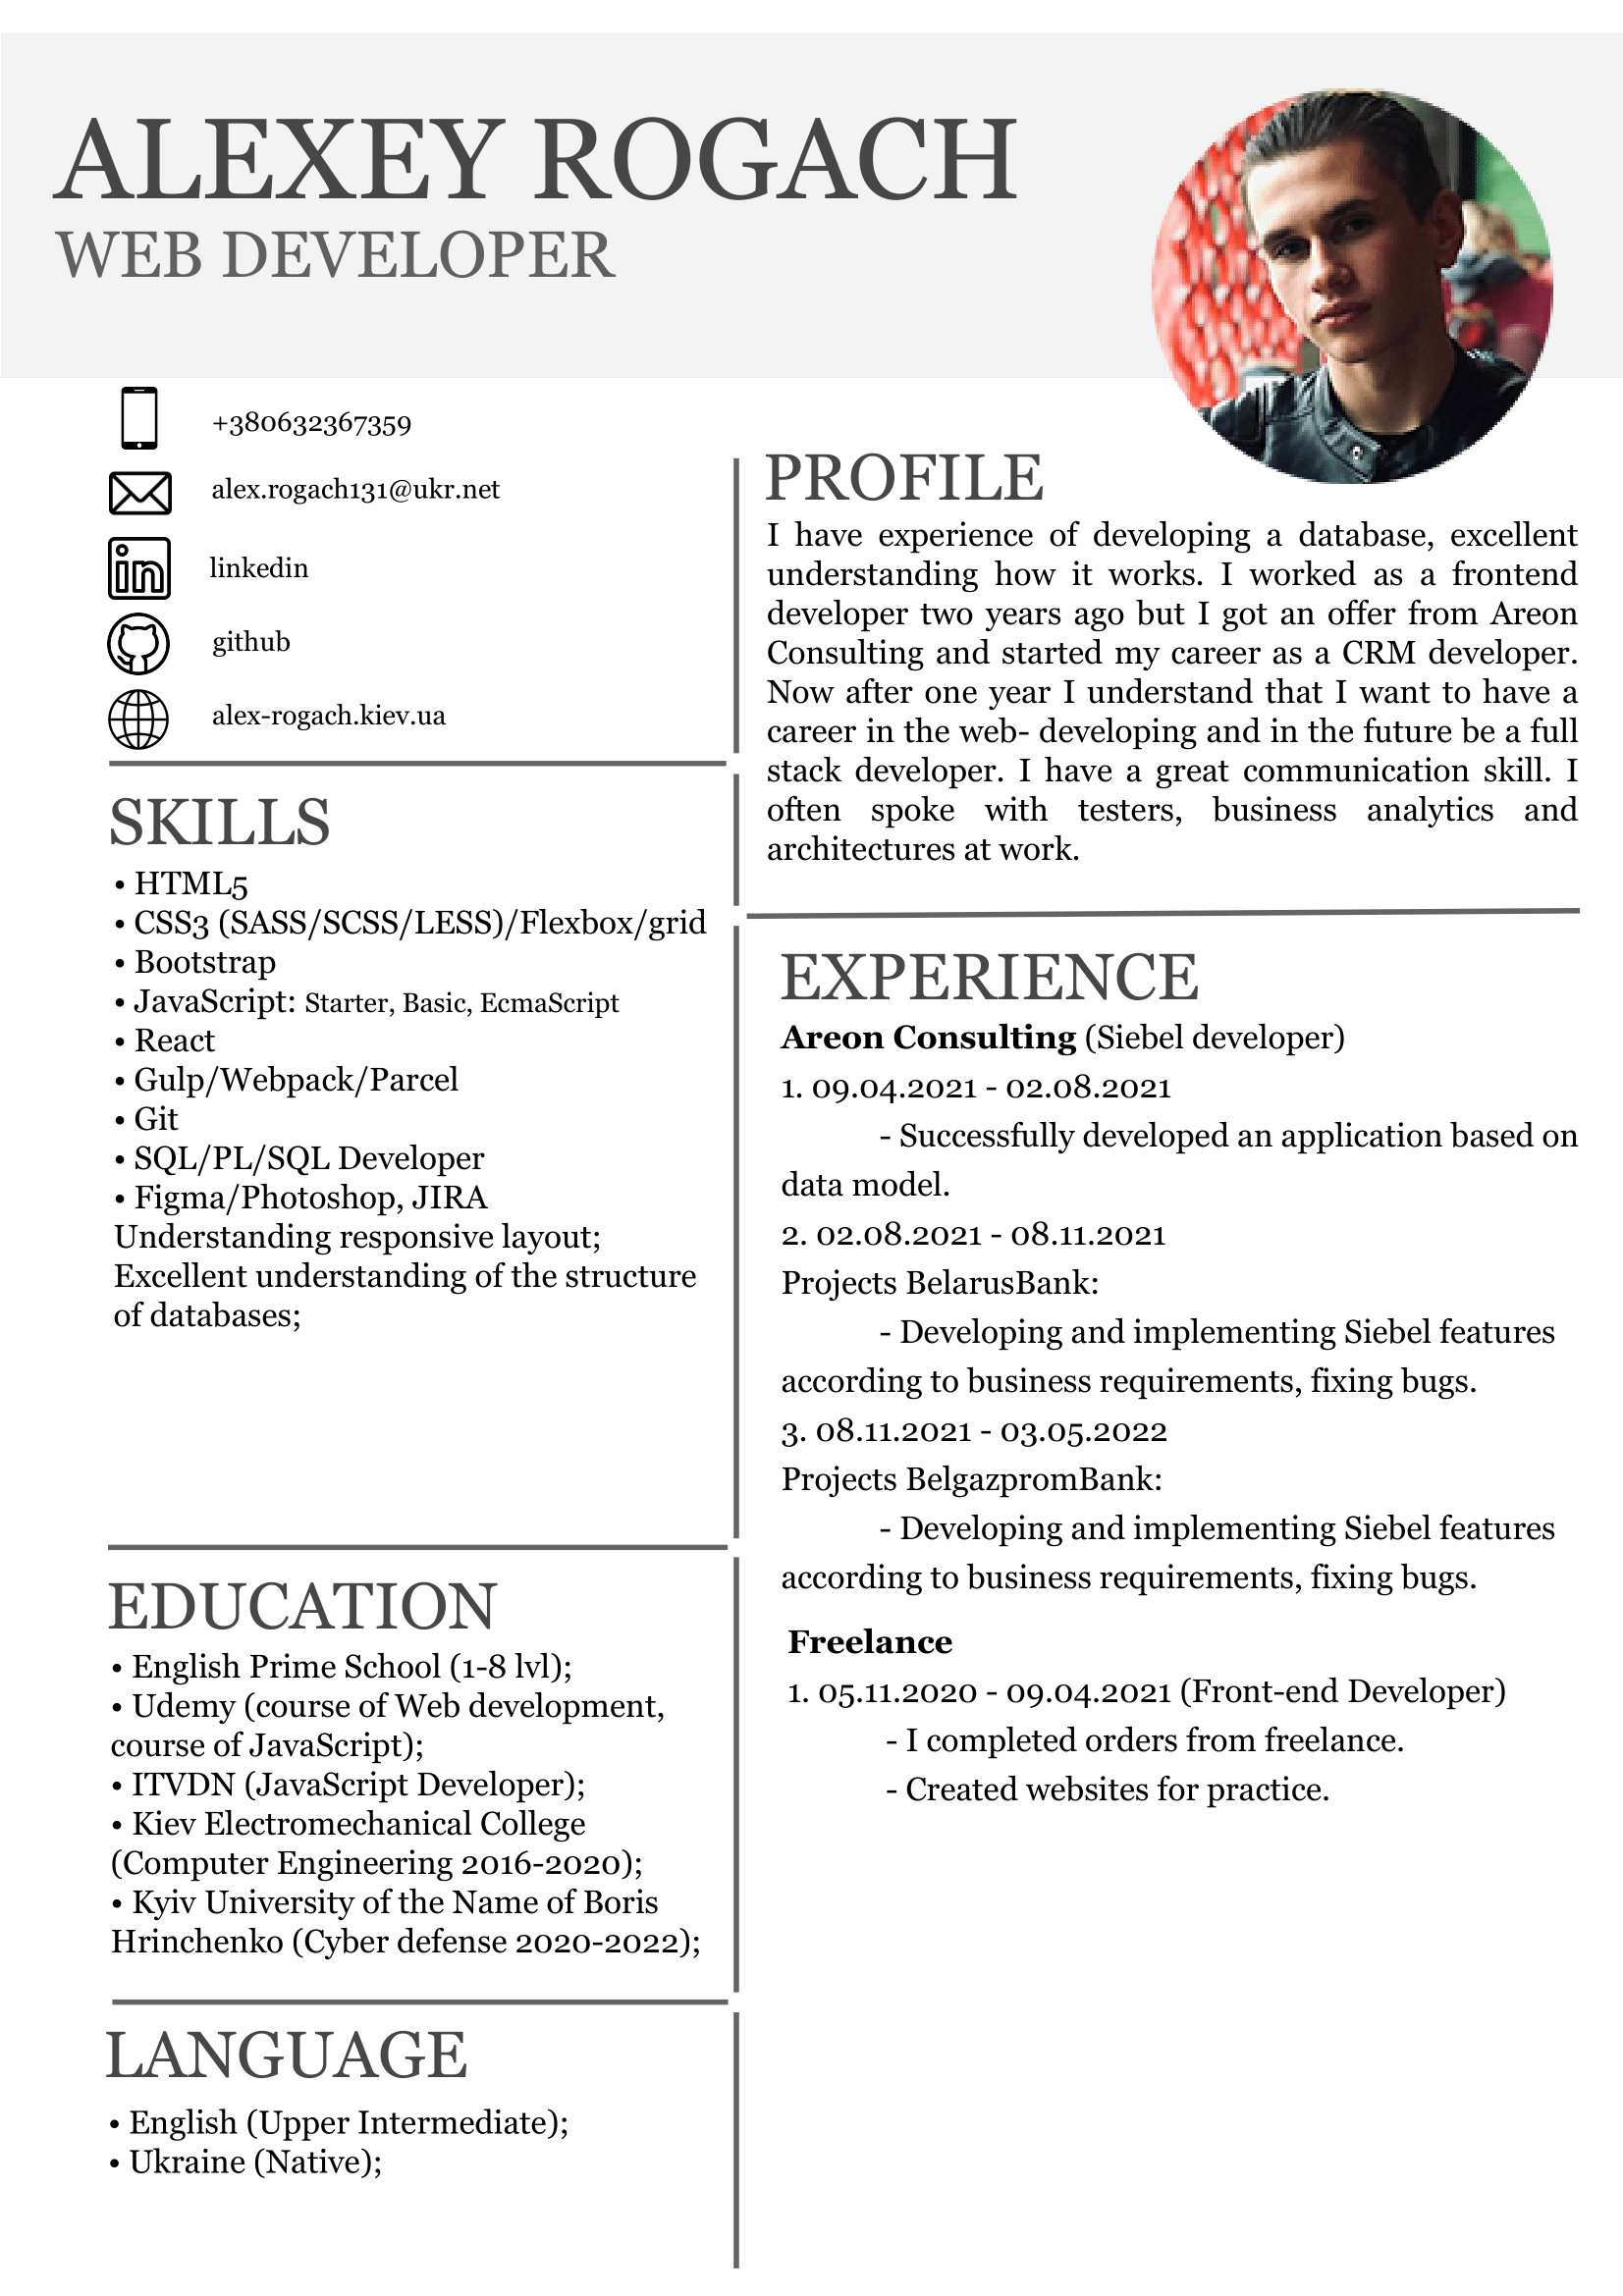 ALEXEY ROGACH
WEB DEVELOPER
+380632367359
alex.rogach131@ukr.net
linkedin
github
alex-rogach.kiev.ua
SKILLS
• HTML5
• CSS3 (SASS/SCSS/LESS)/Flexbox/grid
• Bootstrap
• JavaScript: Starter, Basic, EcmaScript
• React
• Gulp/Webpack/Parcel
• Git
• SQL/PL/SQL Developer
• Figma/Photoshop, JIRA
Understanding responsive layout;
Excellent understanding of the structure
of databases;
EDUCATION
• English Prime School (1-8 lvl);
• Udemy (course of Web development,
course of JavaScript);
• ITVDN (JavaScript Developer);
• Kiev Electromechanical College
(Computer Engineering 2016-2020);
• Kyiv University of the Name of Boris
Hrinchenko (Cyber defense 2020-2022);
LANGUAGE
• English (Upper Intermediate);
• Ukraine (Native);
PROFILE
I have experience of developing a database, excellent
understanding how it works. I worked as a frontend
developer two years ago but I got an offer from Areon
Consulting and started my career as a CRM developer.
Now after one year I understand that I want to have a
career in the web- developing and in the future be a full
stack developer. I have a great communication skill. I
often spoke with testers, business analytics and
architectures at work.
EXPERIENCE
Areon Consulting (Siebel developer)
1. 09.04.2021 - 02.08.2021
- Successfully developed an application based on
data model.
2. 02.08.2021 - 08.11.2021
Projects BelarusBank:
- Developing and implementing Siebel features
according to business requirements, fixing bugs.
3. 08.11.2021 - 03.05.2022
Projects BelgazpromBank:
- Developing and implementing Siebel features
according to business requirements, fixing bugs.
Freelance
1. 05.11.2020 - 09.04.2021 (Front-end Developer)
- I completed orders from freelance.
- Created websites for practice.